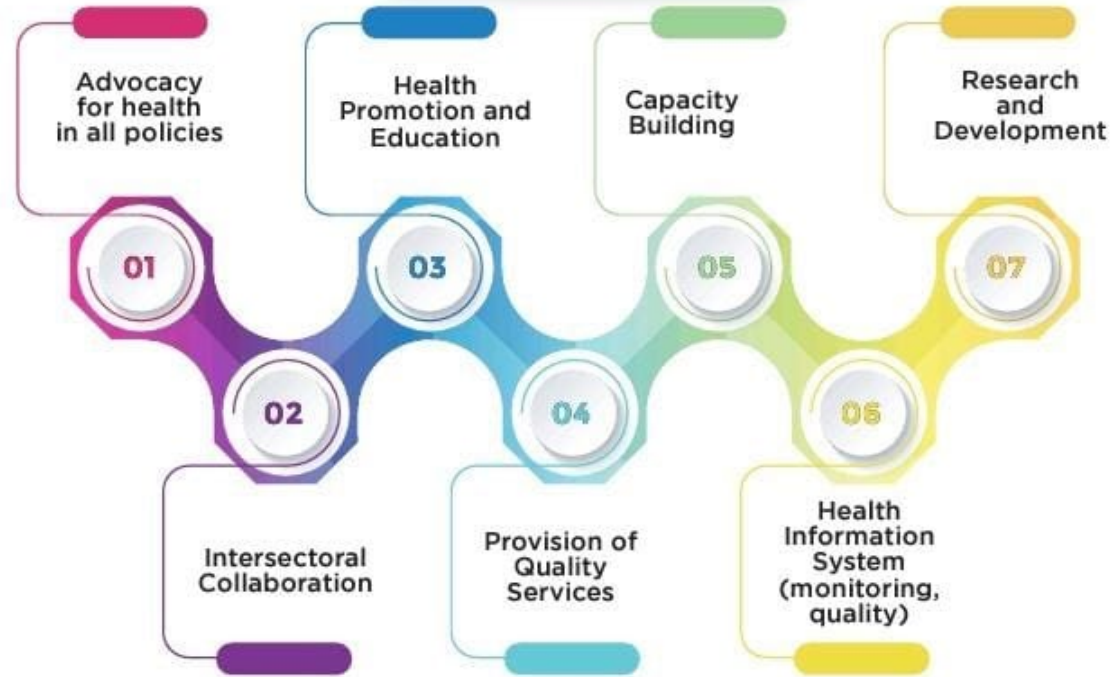 01
Advocacy
for health
in all policies
02
Intersectoral
Collaboration
03
Health
Promotion and
Education
04
Provision of
Quality
Services
05
Capacity
Building
06
Health
Information
System
(monitoring,
quality)
07
Research
and
Development